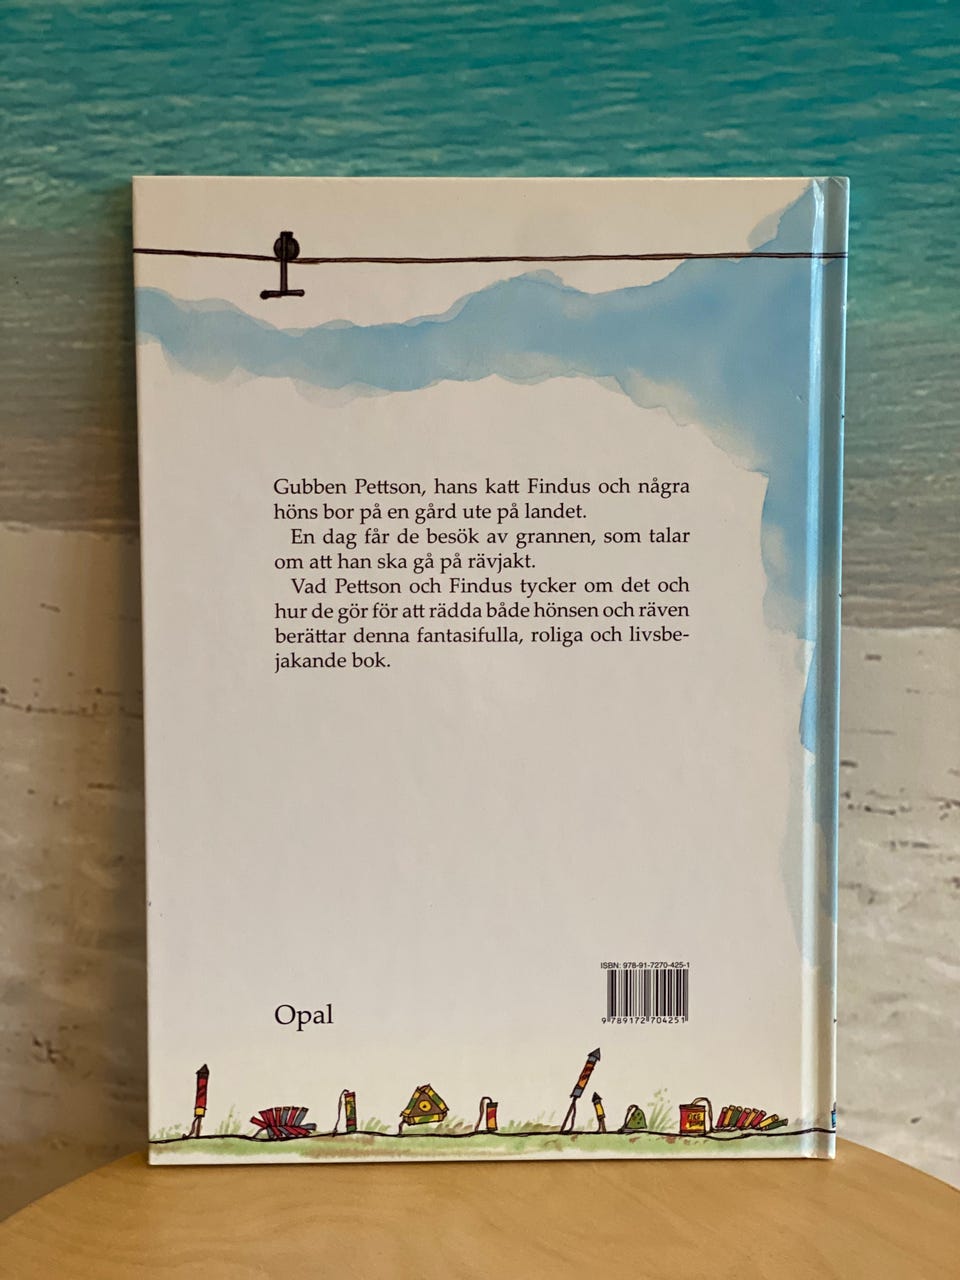 Gubben Pettson, hans katt Findus och några
höns bor på en gård ute på landet.
En dag får de besök av grannen, som talar
om att han ska gå på rävjakt.
Vad Pettson och Findus tycker om det och
hur de gör för att rädda både hönsen och räven
berättar denna fantasifulla, roliga och livsbe-
jakande bok.
ISBN: 978-91-7270-425-1
9 789172 704251
Opal